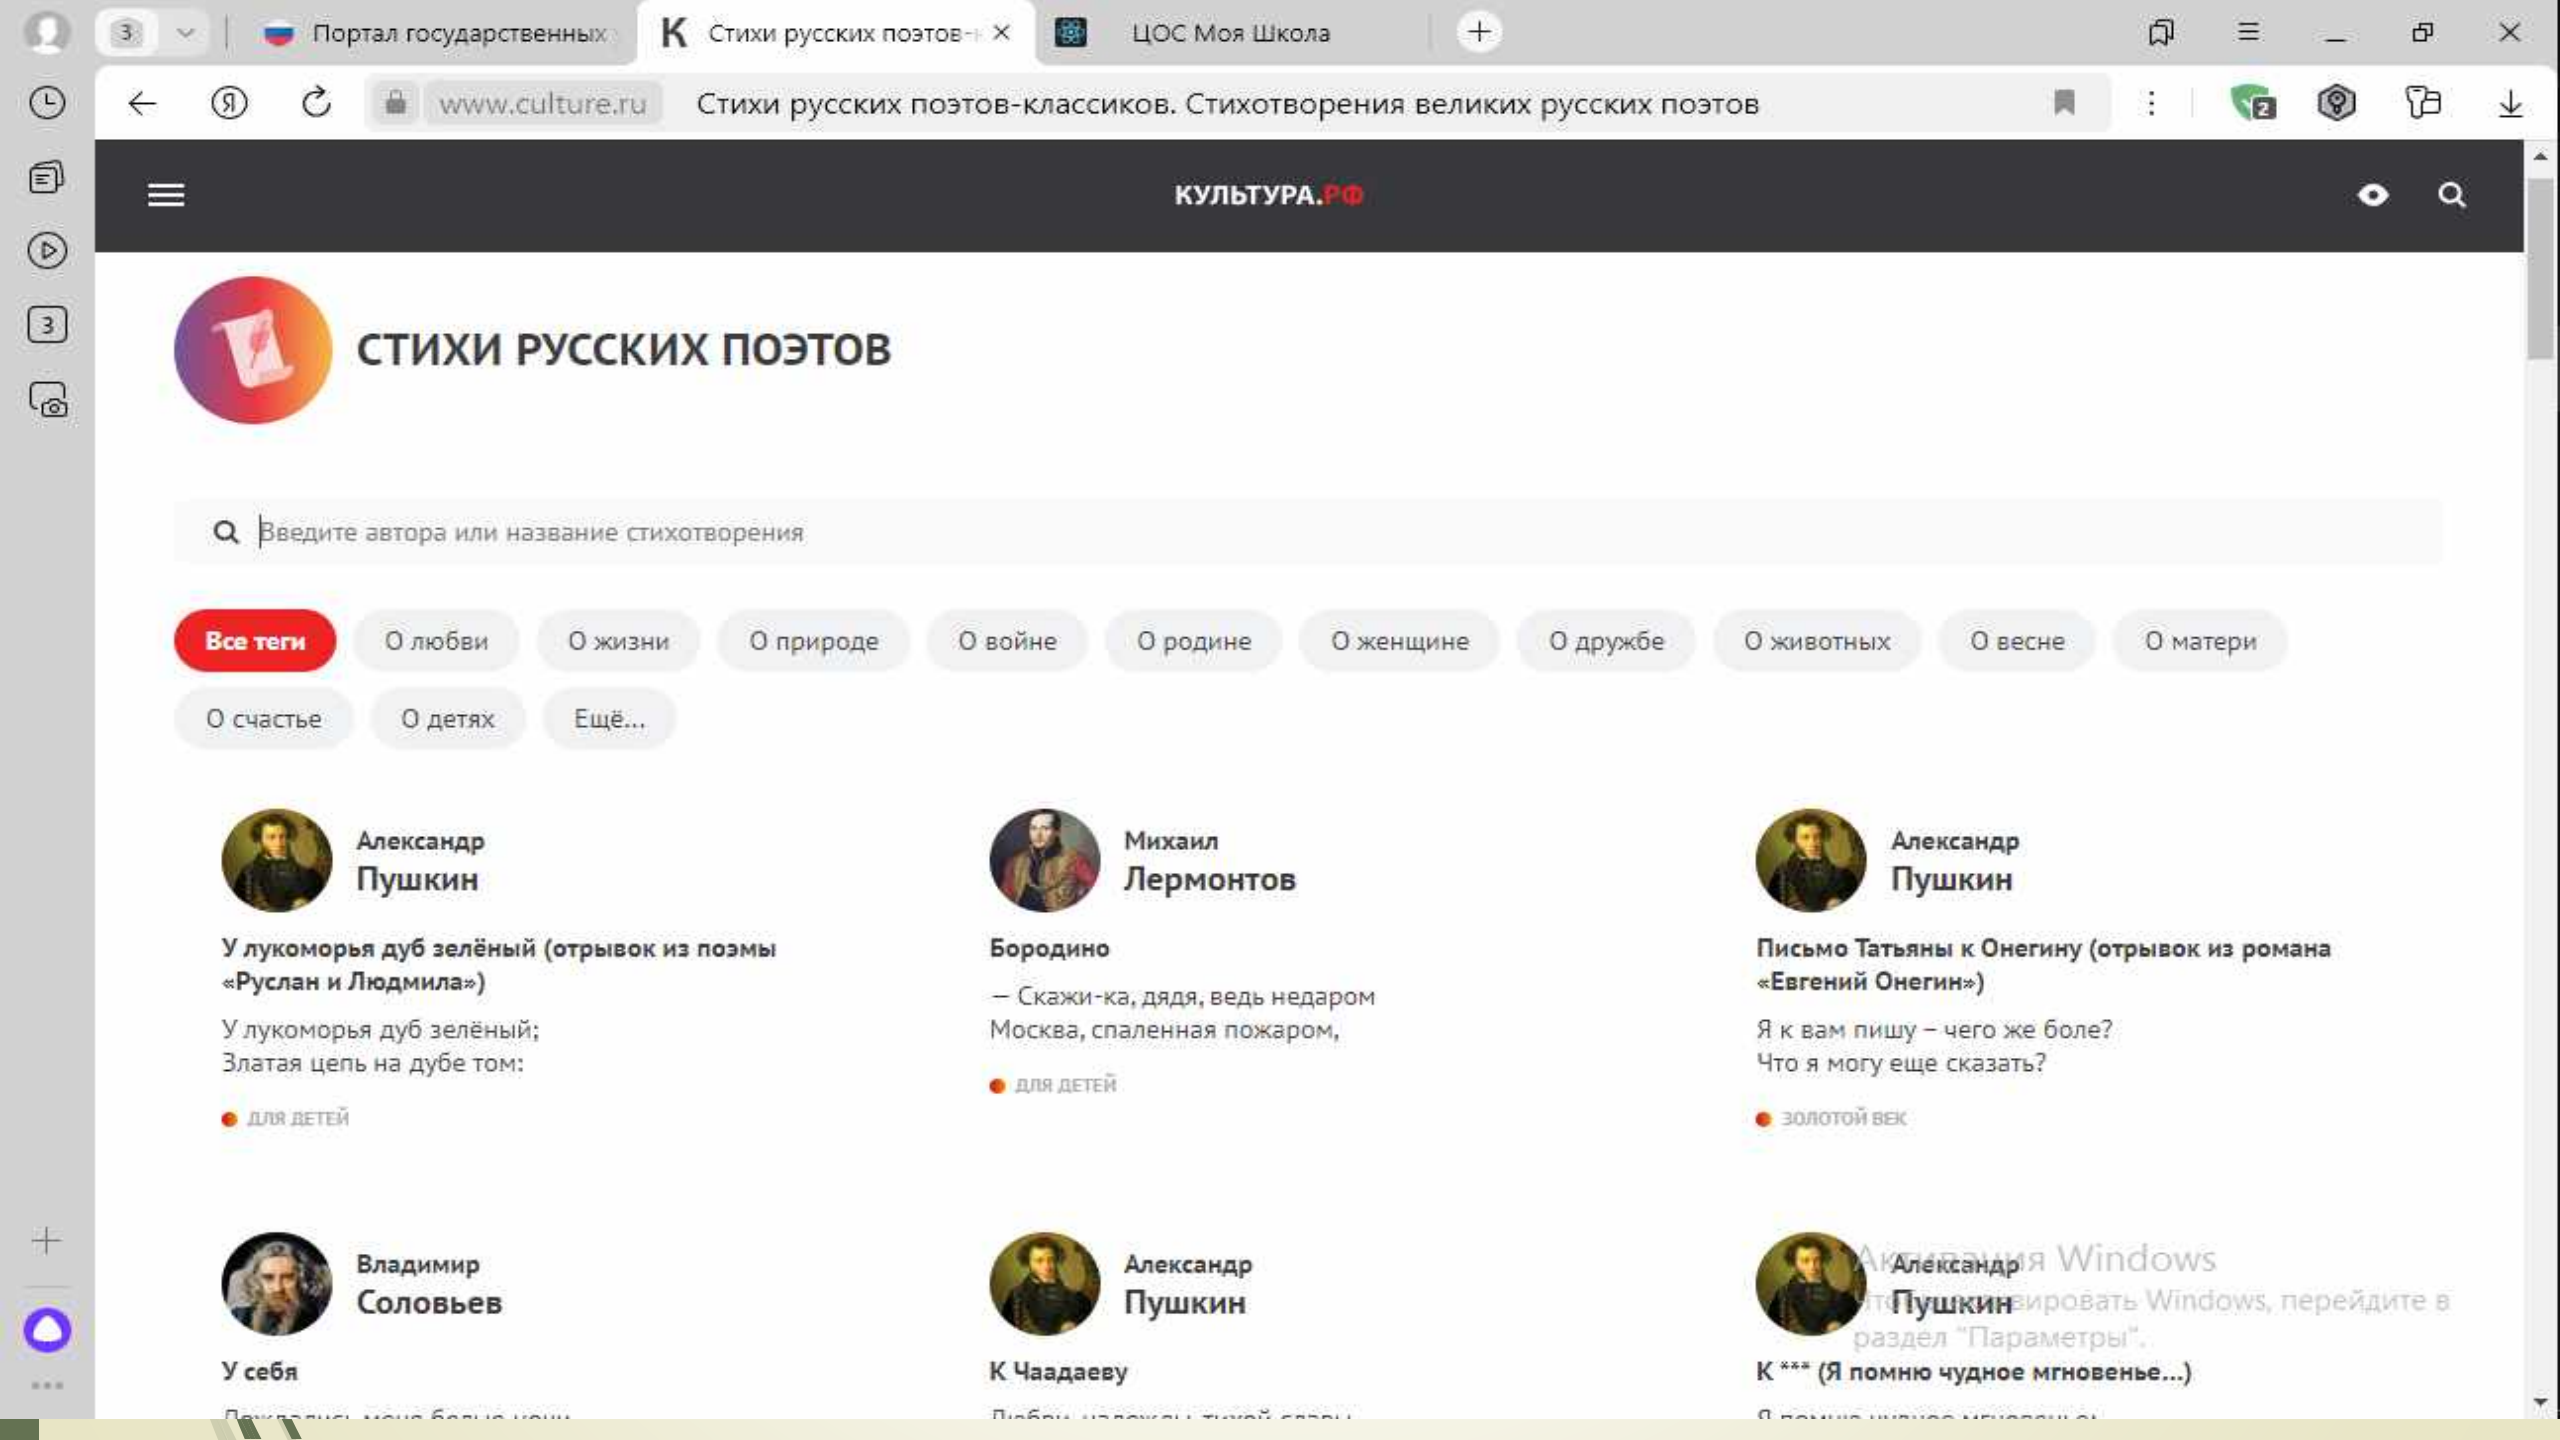 3
Портал государственных
Стихи русских поэтов-
ЦОС Моя Школа
Я
www.culture.ru
Стихи русских поэтов-классиков. Стихотворения великих русских поэтов
2
КУЛЬТУРА.РФ
3
СТИХИ РУССКИХ ПОЭТОВ
Введите автора или название стихотворения
Все теги
О любви
О жизни
О природе
О войне
О родине
О женщине
О дружбе
О животных
О весне
О матери
О счастье
О детях
Ещё...
Александр
Пушкин
У лукоморья дуб зелёный (отрывок из поэмы
«Руслан и Людмила»)
У лукоморья дуб зелёный;
Златая цепь на дубе том:
ДЛЯ ДЕТЕЙ
Михаил
Лермонтов
Бородино
— Скажи-ка, дядя, ведь недаром
Москва, спаленная пожаром,
ДЛЯ ДЕТЕЙ
Александр
Пушкин
Письмо Татьяны к Онегину (отрывок из романа
«Евгений Онегин»)
Я к вам пишу – чего же боле?
Что я могу еще сказать?
ЗОЛОТОЙ ВЕК
Владимир
Соловьев
У себя
Александр
Пушкин
К Чаадаеву
Александр
Пушкин
К *** (Я помню чудное мгновенье...)
Активация Windows
Windows, перейдите в
раздел "Параметры".